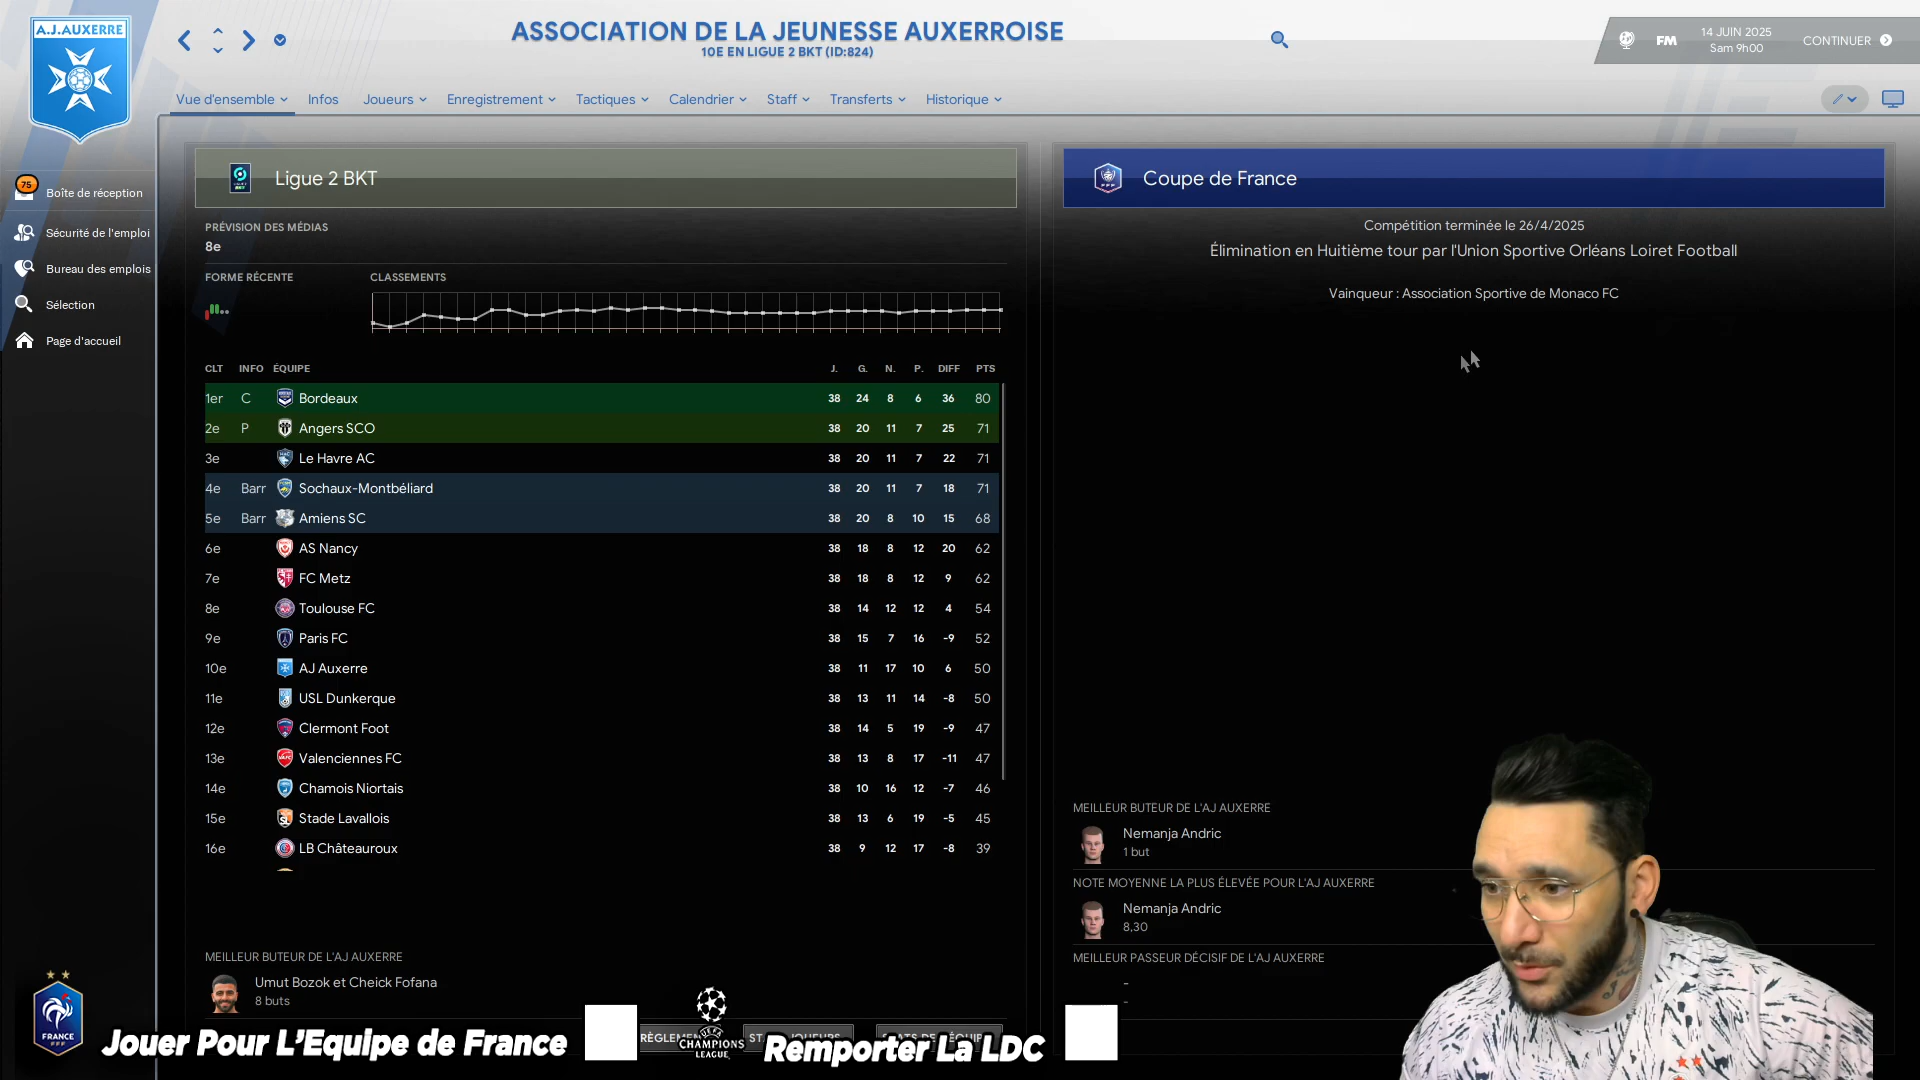 A.J.AUXERRE
ASSOCIATION DE LA JEUNESSE AUXERROISE
10E EN LIGUE 2 BKT (ID:824)
FM
14 JUIN 2025
Sam 9h00
CONTINUER
Vue d'ensemble
Infos
Joueurs
Enregistrement
Tactiques
Calendrier
Staff
Transferts
Historique
75
Boîte de réception
Sécurité de l'emploi
Bureau des emplois
Sélection
Page d'accueil
Ligue 2 BKT
PRÉVISION DES MÉDIAS
8e
FORME RÉCENTE
CLASSEMENTS
CLT INFO ÉQUIPE J. G. N. P. DIFF PTS
1er C Bordeaux 38 24 8 6 36 80
2e P Angers SCO 38 20 11 7 25 71
3e Le Havre AC 38 20 11 7 22 71
4e Barr Sochaux-Montbéliard 38 20 11 7 18 71
5e Barr Amiens SC 38 20 8 10 15 68
6e AS Nancy 38 18 8 12 20 62
7e FC Metz 38 18 8 12 9 62
8e Toulouse FC 38 14 12 12 4 54
9e Paris FC 38 15 7 16 -9 52
10e AJ Auxerre 38 11 17 10 6 50
11e USL Dunkerque 38 13 11 14 -8 50
12e Clermont Foot 38 14 5 19 -9 47
13e Valenciennes FC 38 13 8 17 -11 47
14e Chamois Niortais 38 10 16 12 -7 46
15e Stade Lavallois 38 13 6 19 -5 45
16e LB Châteauroux 38 9 12 17 -8 39
MEILLEUR BUTEUR DE L'AJ AUXERRE
Umut Bozok et Cheick Fofana
8 buts
Coupe de France
Compétition terminée le 26/4/2025
Élimination en Huitième tour par l'Union Sportive Orléans Loiret Football
Vainqueur : Association Sportive de Monaco FC
MEILLEUR BUTEUR DE L'AJ AUXERRE
Nemanja Andric
1 but
NOTE MOYENNE LA PLUS ÉLEVÉE POUR L'AJ AUXERRE
Nemanja Andric
8,30
MEILLEUR PASSEUR DÉCISIF DE L'AJ AUXERRE
-
-
FRANCE
FFF
Jouer Pour L'Equipe de France
UEFA
CHAMPIONS
LEAGUE
Remporter La LDC